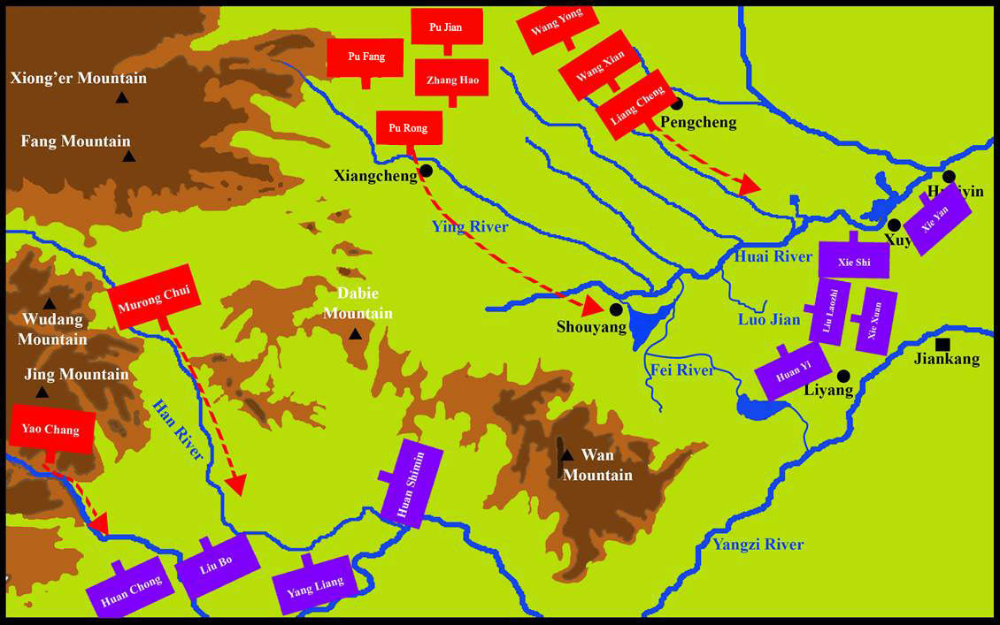 Wang Yong
Pu Jian
Pu Fang
Wang Xian
Zhang Hao
Xiong'er Mountain
Liang Cheng
Pengcheng
Pu Rong
Fang Mountain
Xiangcheng
Xie Yan
Ying River
Huai River
Xie Shi
Murong Chui
Dabie
Mountain
Liu Laozhi
Xie Xuan
Luo Jian
Wudang
Mountain
Shouyang
Jiankang
Fei River
Huan Yi
Liyang
Jing Mountain
Yao Chang
Han River
Wan
Mountain
Huan Shimin
Yangzi River
Liu Bo
Huan Chong
Yang Liang